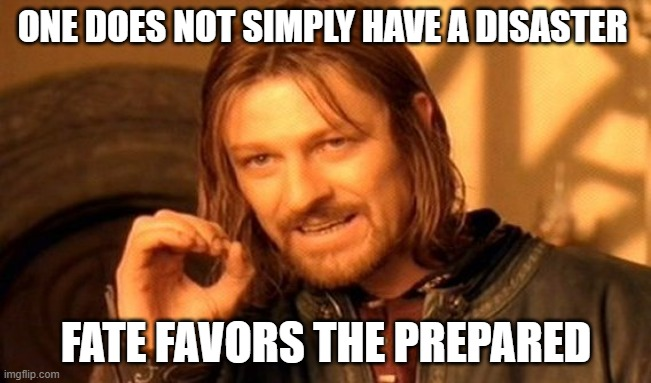 ONE DOES NOT SIMPLY HAVE A DISASTER
FATE FAVORS THE PREPARED
imgflip.com